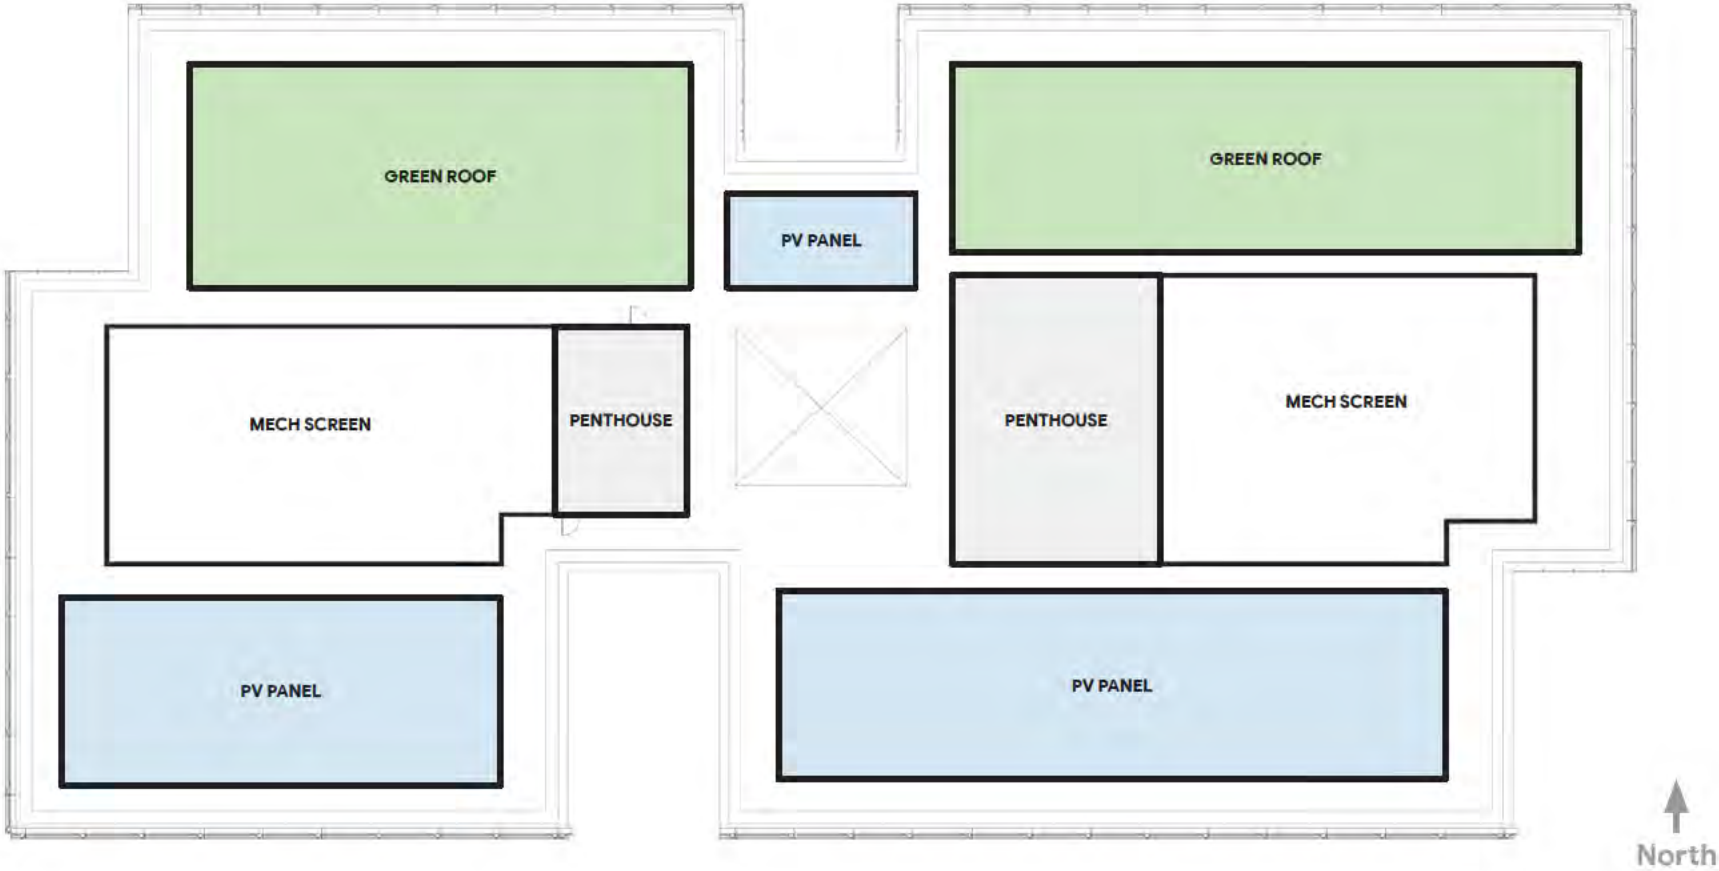 GREEN ROOF
GREEN ROOF
PV PANEL
MECH SCREEN
PENTHOUSE
PENTHOUSE
MECH SCREEN
PV PANEL
PV PANEL
North